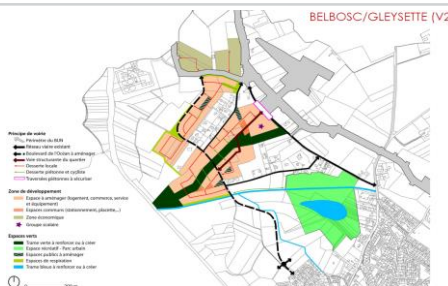 BELBOSC/GLEYSETTE (V2
Principe de voirie
Périmètre du BUN
Réseau viaire existant
Boulevard de l'Océan à aménager
Voie structurante du quartier
Desserte locale
Desserte piétonne et cycliste
Traversées piétonnes à sécuriser
Zone de développement
Espace à aménager (logement, commerce, service
et équipement)
Espaces communs (stationnement, placette...)
Zone économique
Groupe scolaire
Espaces verts
Trame verte à renforcer ou à créer
Espace récréatif - Parc urbain
Espaces publics à aménager
Espaces de respiration
Trame bleue à renforcer ou à créer